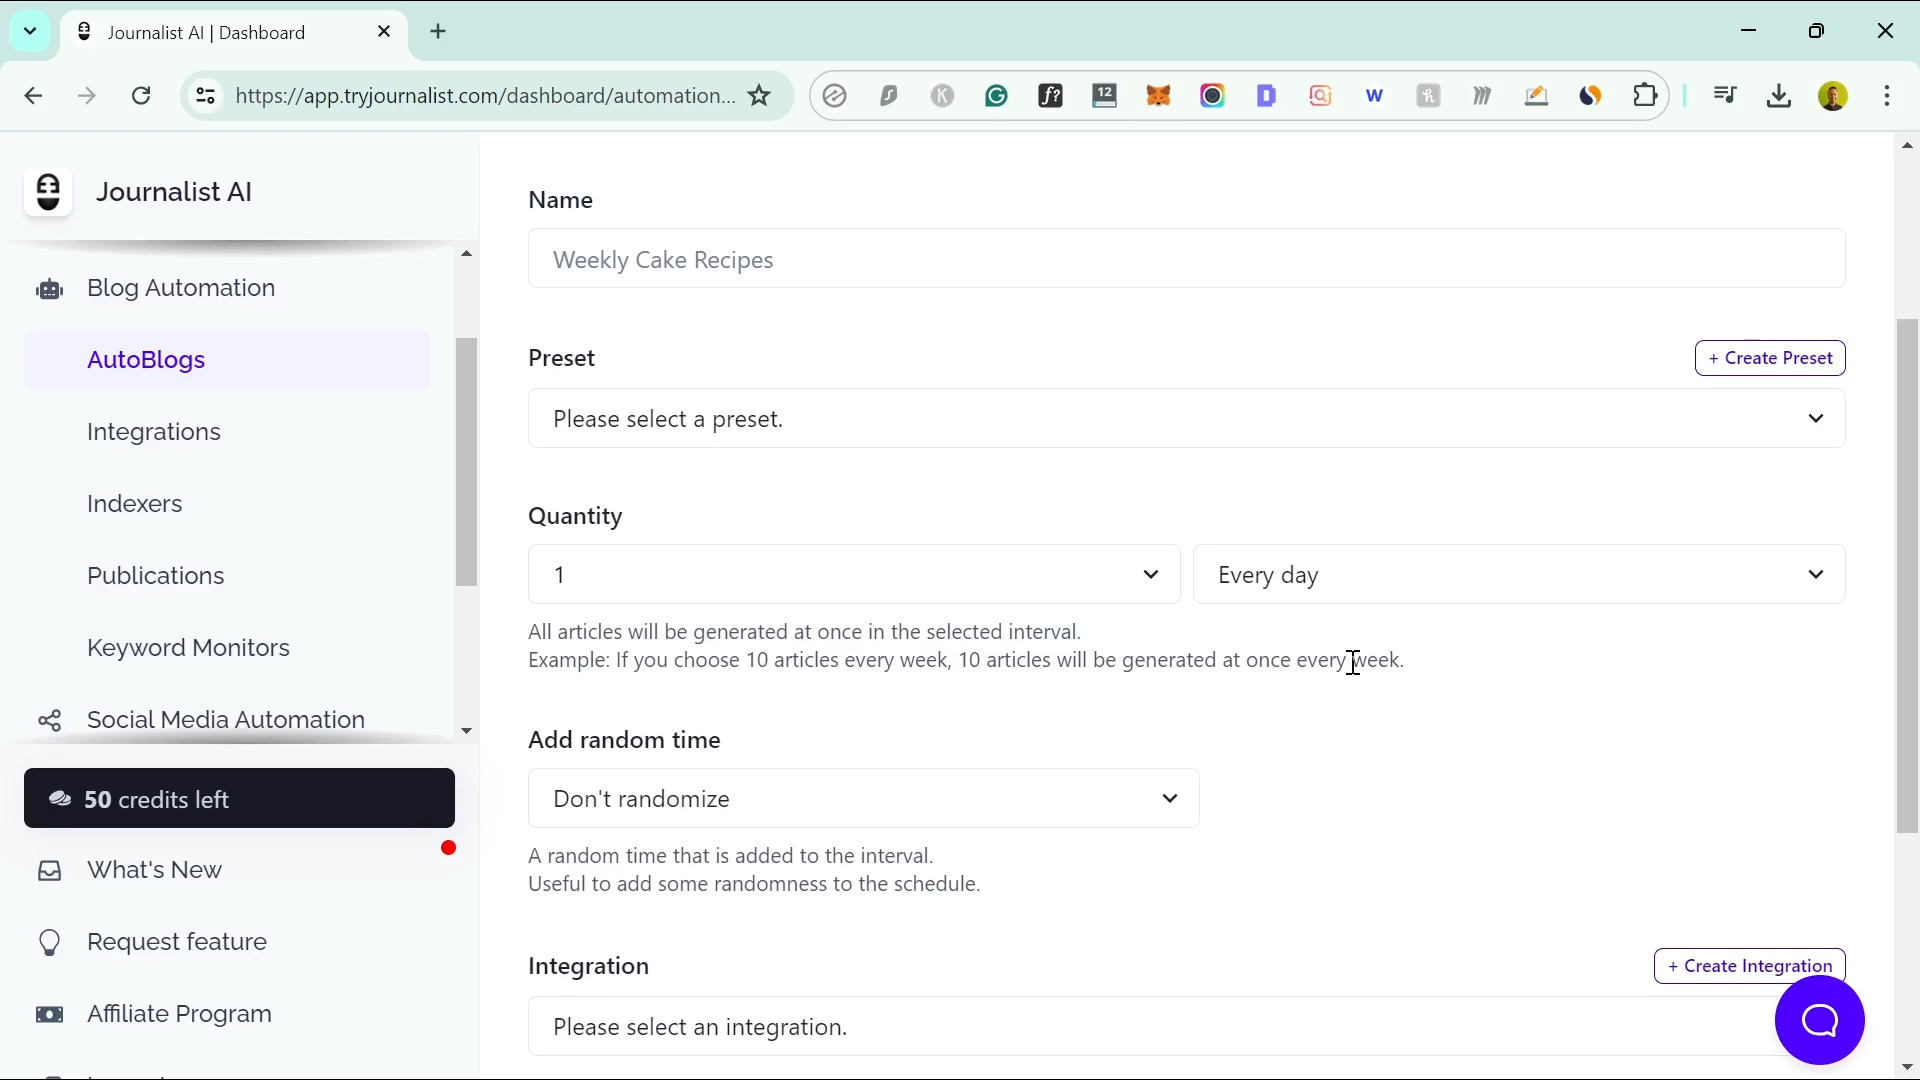 Journalist AI | Dashboard
https://app.tryjournalist.com/dashboard/automation...
K
f?
12
W
Journalist AI
Blog Automation
AutoBlogs
Integrations
Indexers
Publications
Keyword Monitors
Social Media Automation
50 credits left
What's New
Request feature
Affiliate Program
Name
Weekly Cake Recipes
Preset
+ Create Preset
Please select a preset.
Quantity
1
Every day
All articles will be generated at once in the selected interval.
Example: If you choose 10 articles every week, 10 articles will be generated at once every week.
Add random time
Don't randomize
A random time that is added to the interval.
Useful to add some randomness to the schedule.
Integration
+ Create Integration
Please select an integration.